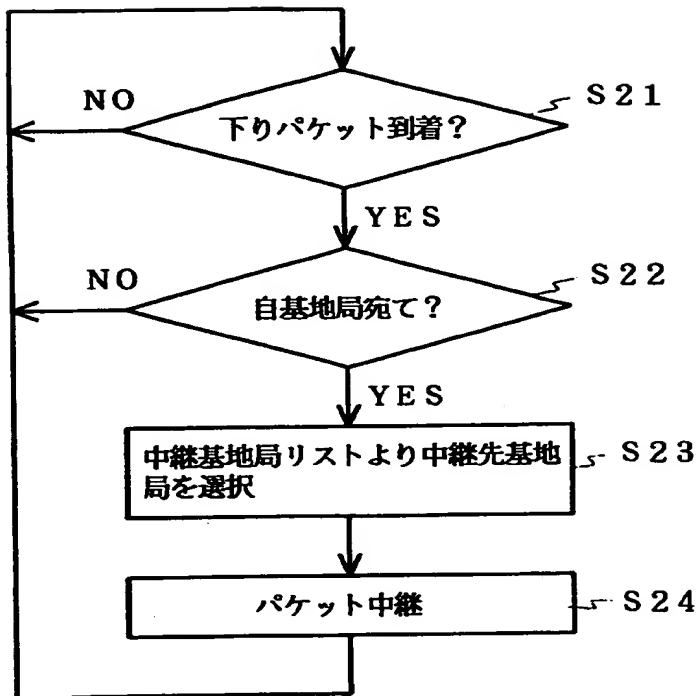 NO
下りパケット到着？
S21
YES
NO
自基地局宛て？
S22
YES
中継基地局リストより中継先基地
局を選択
S23
パケット中継
S24